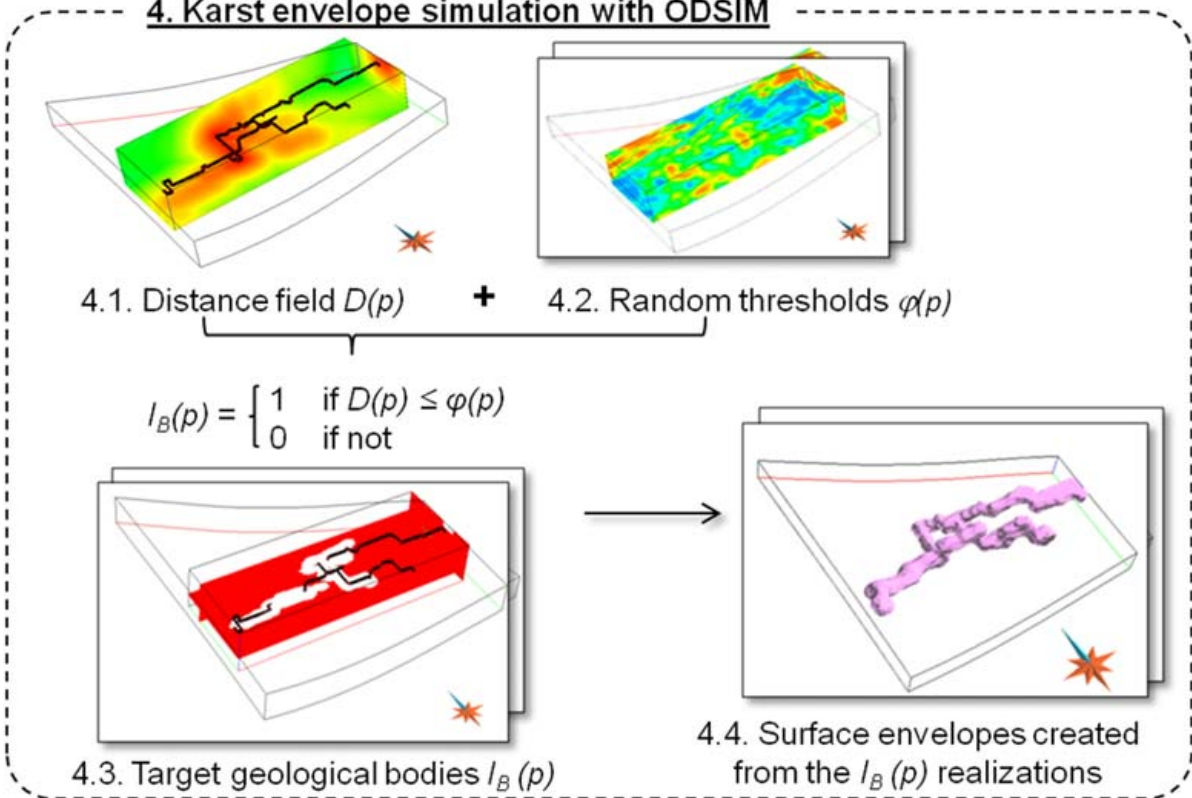 4. Karst envelope simulation with ODSIM
4.1. Distance field D(p) + 4.2. Random thresholds φ(p)
I_B(p) = { 1 if D(p) ≤ φ(p)
0 if not
4.3. Target geological bodies I_B (p)
4.4. Surface envelopes created
from the I_B (p) realizations